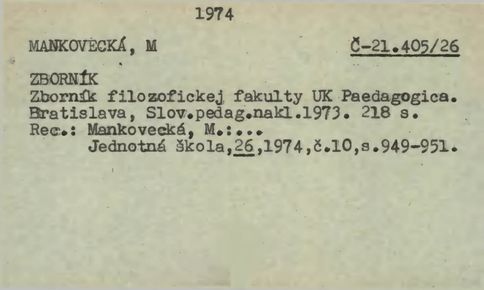 1974
MANKOVECKÁ, M Č-21.405/26
ZBORNÍK
Zborník filozofickej fakulty UK Paedagogica.
Bratislava, Slov.pedag.nakl.1973. 218 s.
Rec.: Mankovecká, M.:...
Jednotná škola,26,1974,č.10,s.949-951.